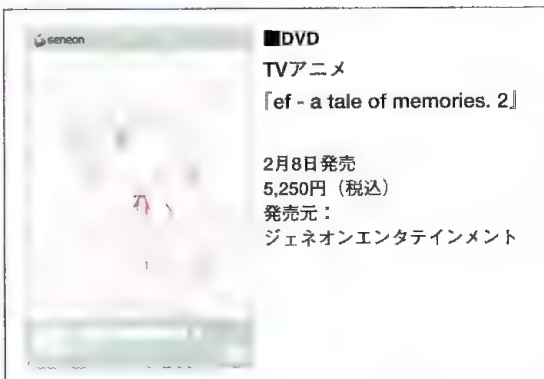 geneon
■DVD
TVアニメ
『ef - a tale of memories. 2』
2月8日発売
5,250円（税込）
発売元：
ジェネオンエンタテインメント